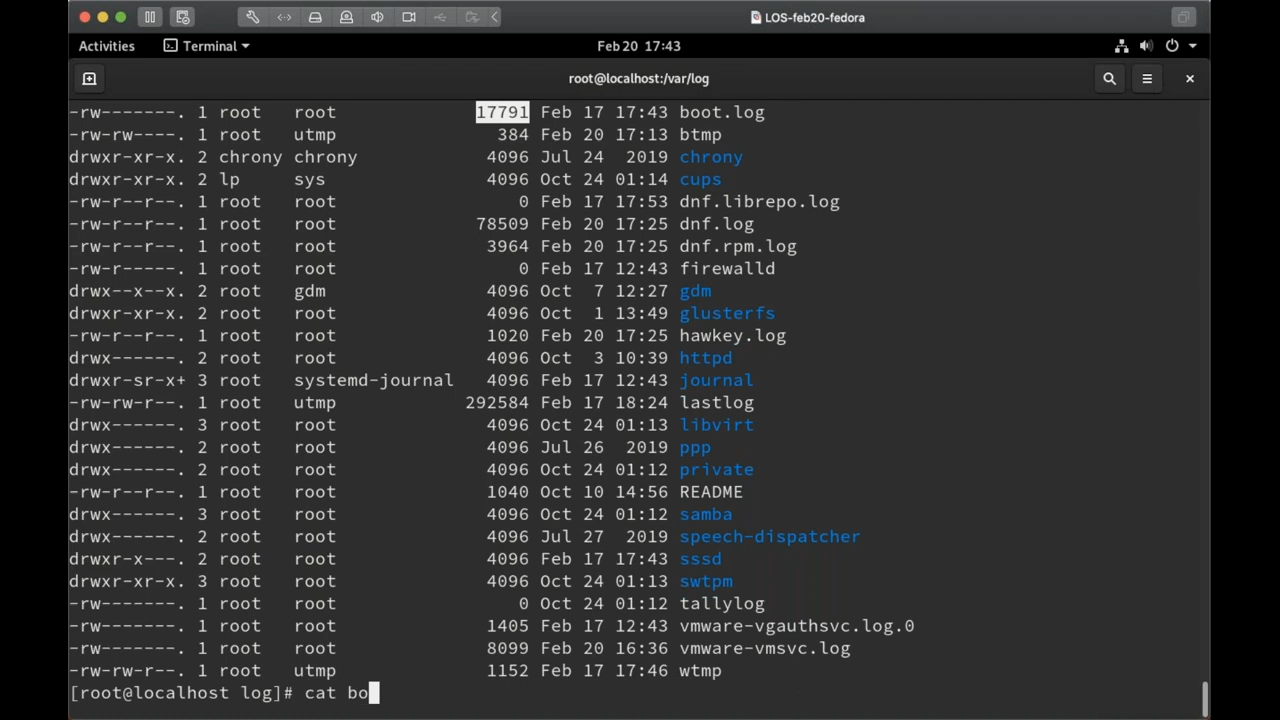 LOS-feb20-fedora
Activities Terminal Feb 20 17:43
root@localhost:/var/log
-rw-------. 1 root root 17791 Feb 17 17:43 boot.log
-rw-rw----. 1 root utmp 384 Feb 20 17:13 btmp
drwxr-xr-x. 2 chrony chrony 4096 Jul 24 2019 chrony
drwxr-xr-x. 2 lp sys 4096 Oct 24 01:14 cups
-rw-r--r--. 1 root root 0 Feb 17 17:53 dnf.librepo.log
-rw-r--r--. 1 root root 78509 Feb 20 17:25 dnf.log
-rw-r--r--. 1 root root 3964 Feb 20 17:25 dnf.rpm.log
-rw-r-----. 1 root root 0 Feb 17 12:43 firewalld
drwx--x--x. 2 root gdm 4096 Oct 7 12:27 gdm
drwxr-xr-x. 2 root root 4096 Oct 1 13:49 glusterfs
-rw-r--r--. 1 root root 1020 Feb 20 17:25 hawkey.log
drwx------. 2 root root 4096 Oct 3 10:39 httpd
drwxr-sr-x+ 3 root systemd-journal 4096 Feb 17 12:43 journal
-rw-rw-r--. 1 root utmp 292584 Feb 17 18:24 lastlog
drwx------. 3 root root 4096 Oct 24 01:13 libvirt
drwx------. 2 root root 4096 Jul 26 2019 ppp
drwx------. 2 root root 4096 Oct 24 01:12 private
-rw-r--r--. 1 root root 1040 Oct 10 14:56 README
drwx------. 3 root root 4096 Oct 24 01:12 samba
drwx------. 2 root root 4096 Jul 27 2019 speech-dispatcher
drwxr-x---. 2 root root 4096 Feb 17 17:43 sssd
drwxr-xr-x. 3 root root 4096 Oct 24 01:13 swtpm
-rw-------. 1 root root 0 Oct 24 01:12 tallylog
-rw-------. 1 root root 1405 Feb 17 12:43 vmware-vgauthsvc.log.0
-rw-------. 1 root root 8099 Feb 20 16:36 vmware-vmsvc.log
-rw-rw-r--. 1 root utmp 1152 Feb 17 17:46 wtmp
[root@localhost log]# cat bo